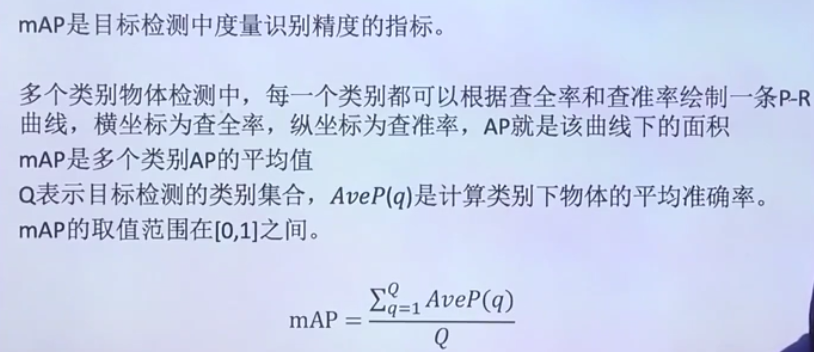 mAP是目标检测中度量识别精度的指标。
多个类别物体检测中，每一个类别都可以根据查全率和查准率绘制一条P-R
曲线，横坐标为查全率，纵坐标为查准率，AP就是该曲线下的面积
mAP是多个类别AP的平均值
Q表示目标检测的类别集合，AveP(q)是计算类别下物体的平均准确率。
mAP的取值范围在[0,1]之间。
mAP = \frac{\sum_{q=1}^{Q} AveP(q)}{Q}